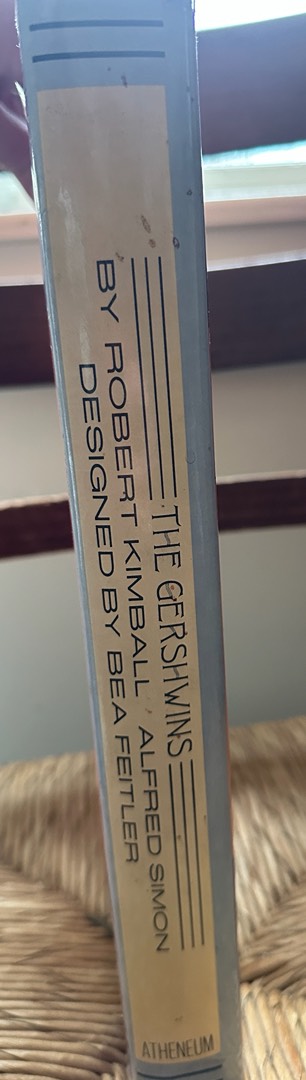 THE GERSHWINS
BY ROBERT KIMBALL ALFRED SIMON
DESIGNED BY BEA FEITLER
ATHENEUM